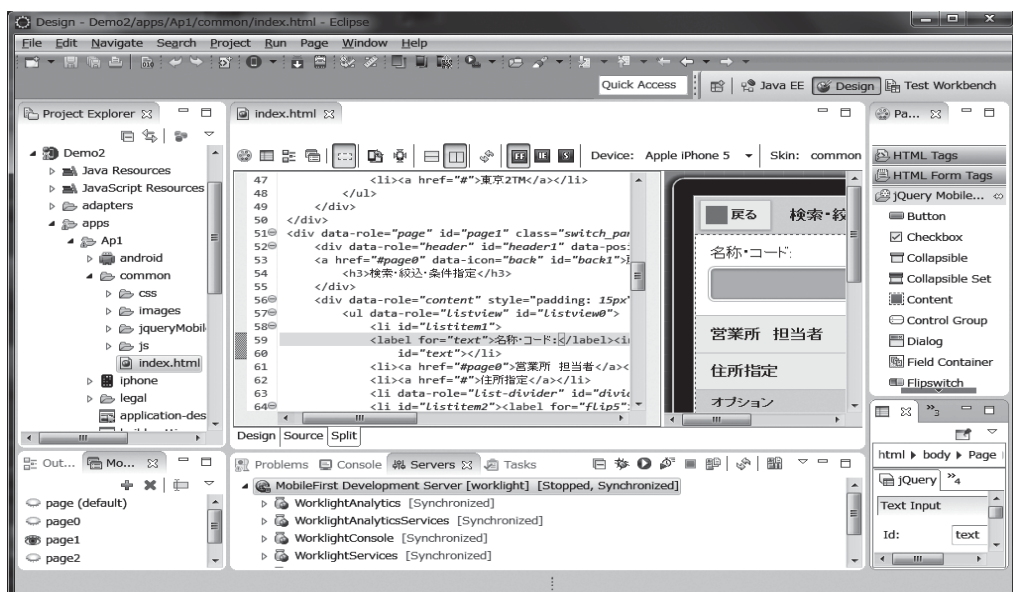 Design - Demo2/apps/Ap1/common/index.html - Eclipse
File Edit Navigate Search Project Run Page Window Help
Quick Access
Java EE Design Test Workbench
Project Explorer
Demo2
Java Resources
JavaScript Resources
adapters
apps
Ap1
android
common
css
images
jqueryMobil
js
index.html
iphone
legal
application-des
index.html
Device: Apple iPhone 5 Skin: common
47 <li><a href="#">東京2TM</a></li>
48 </ul>
49 </div>
50 </div>
51 <div data-role="page" id="page1" class="switch_par
52 <div data-role="header" id="header1" data-posi
53 <a href="#page0" data-icon="back" id="back1">
54 <h3>検索・絞込・条件指定</h3>
55 </div>
56 <div data-role="content" style="padding: 15px"
57 <ul data-role="listview" id="listview0">
58 <li id="listitem1">
59 <label for="text">名称・コード:</label><i
60 id="text"></li>
61 <li><a href="#page0">営業所 担当者</a><
62 <li><a href="#">住所指定</a></li>
63 <li data-role="list-divider" id="divid
64 <li id="listitem2"><label for="flip5":
Design Source Split
戻る 検索・絞
名称・コード:
営業所 担当者
住所指定
オプション
Pa...
HTML Tags
HTML Form Tags
jQuery Mobile...
Button
Checkbox
Collapsible
Collapsible Set
Content
Control Group
Dialog
Field Container
Flipswitch
Out... Mo...
page (default)
page0
page1
page2
Problems Console Servers Tasks
MobileFirst Development Server [worklight] [Stopped, Synchronized]
WorklightAnalytics [Synchronized]
WorklightAnalyticsServices [Synchronized]
WorklightConsole [Synchronized]
WorklightServices [Synchronized]
»3
html body Page
jQuery »4
Text Input
Id: text